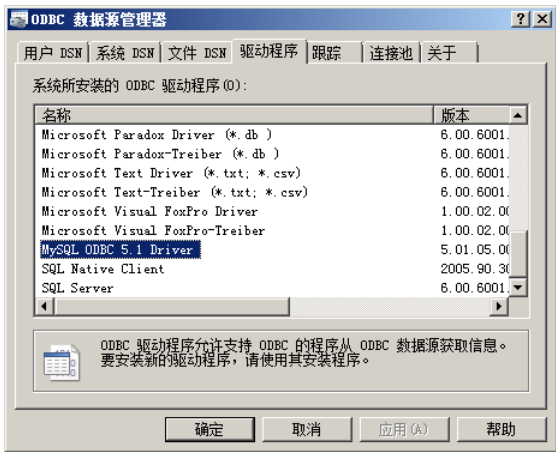 ODBC 数据源管理器
用户 DSN 系统 DSN 文件 DSN 驱动程序 跟踪 连接池 关于
系统所安装的 ODBC 驱动程序(O):
名称 版本
Microsoft Paradox Driver (*.db ) 6.00.6001.
Microsoft Paradox-Treiber (*.db ) 6.00.6001.
Microsoft Text Driver (*.txt; *.csv) 6.00.6001.
Microsoft Text-Treiber (*.txt; *.csv) 6.00.6001.
Microsoft Visual FoxPro Driver 1.00.02.00
Microsoft Visual FoxPro-Treiber 1.00.02.00
MySQL ODBC 5.1 Driver 5.01.05.00
SQL Native Client 2005.90.30
SQL Server 6.00.6001.
ODBC 驱动程序允许支持 ODBC 的程序从 ODBC 数据源获取信息。
要安装新的驱动程序，请使用其安装程序。
确定 取消 应用(A) 帮助